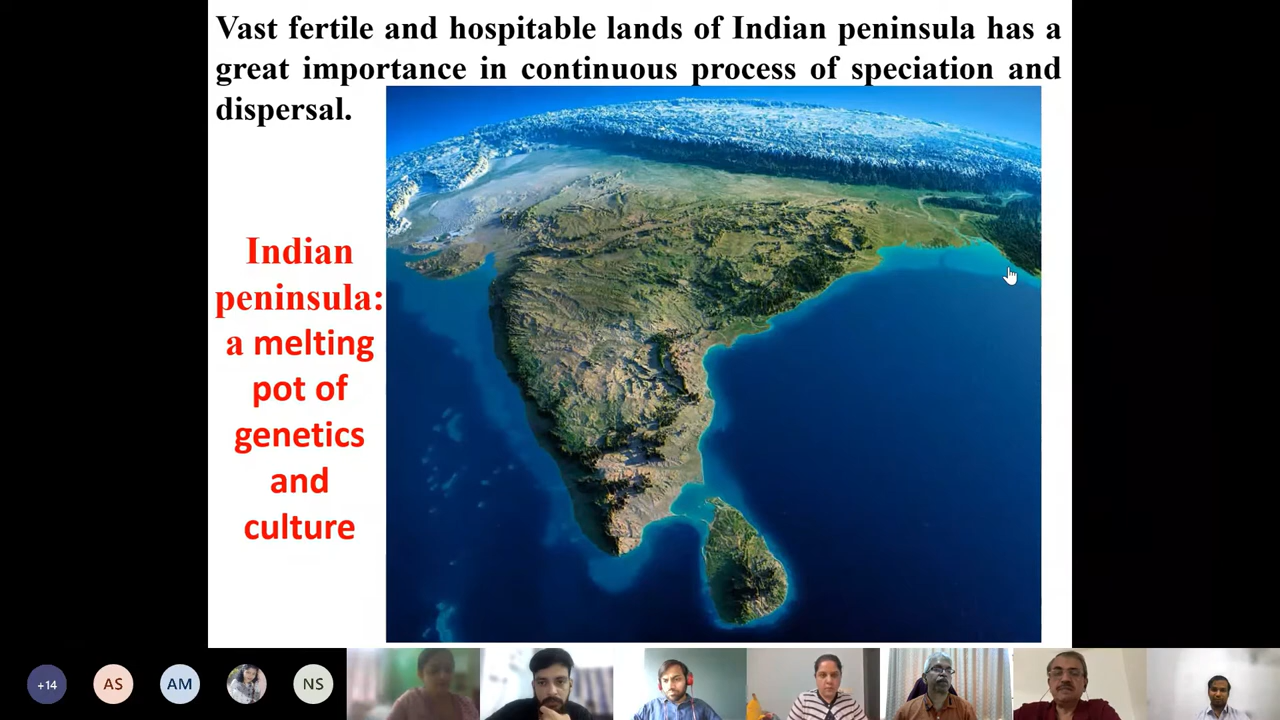 Vast fertile and hospitable lands of Indian peninsula has a
great importance in continuous process of speciation and
dispersal.
Indian
peninsula:
a melting
pot of
genetics
and
culture
+14
AS
AM
NS